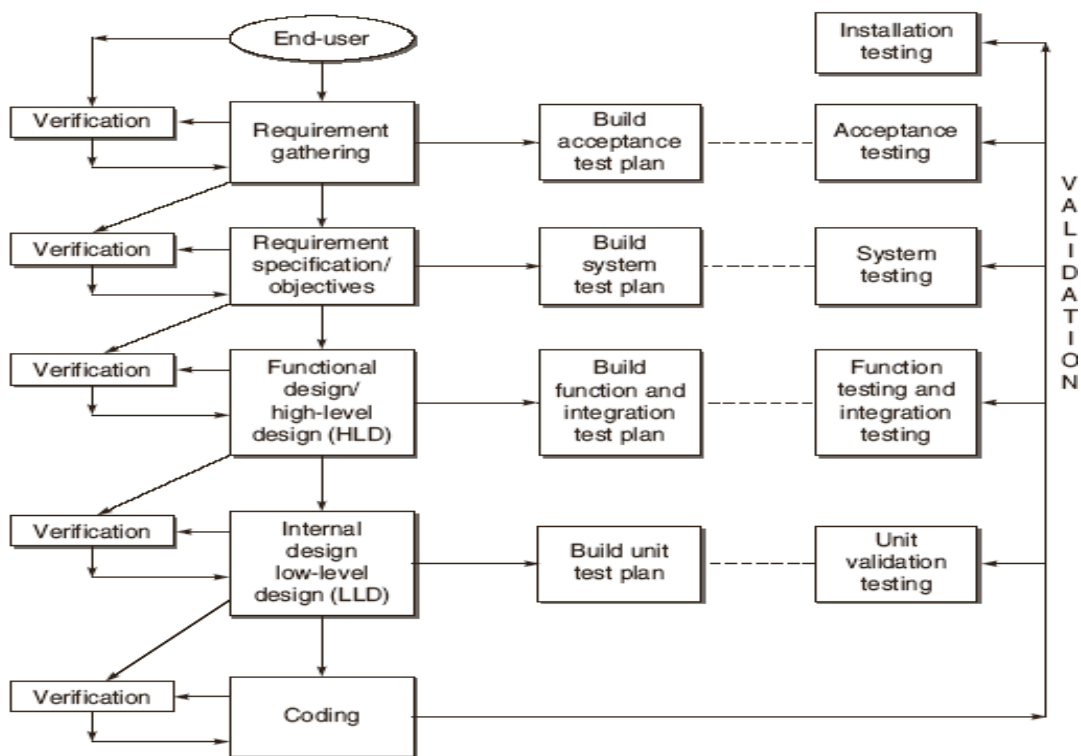 End-user
Installation
testing
Verification
Requirement
gathering
Build
acceptance
test plan
Acceptance
testing
Verification
Requirement
specification/
objectives
Build
system
test plan
System
testing
Verification
Functional
design/
high-level
design (HLD)
Build
function and
integration
test plan
Function
testing and
integration
testing
Verification
Internal
design
low-level
design (LLD)
Build unit
test plan
Unit
validation
testing
Verification
Coding
VALIDATION